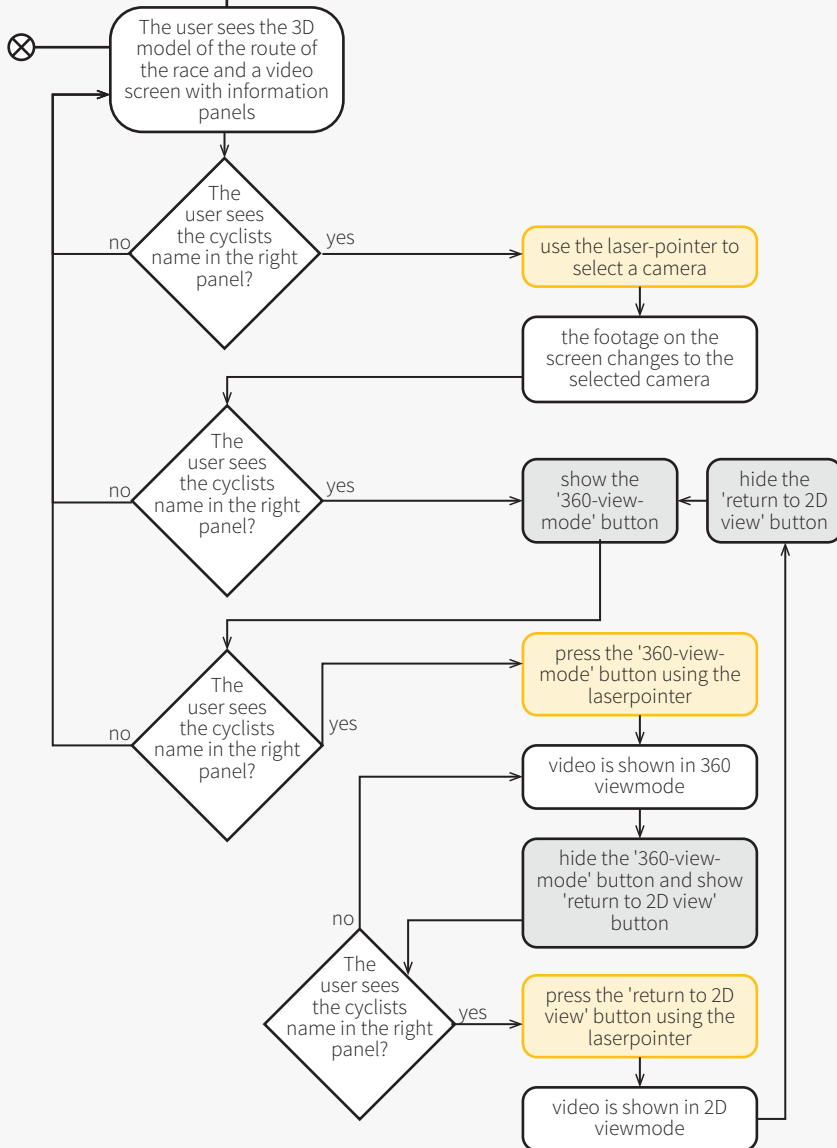 The user sees the 3D
model of the route of
the race and a video
screen with information
panels
The
user sees
the cyclists
name in the right
panel?
no
yes
use the laser-pointer to
select a camera
the footage on the
screen changes to the
selected camera
The
user sees
the cyclists
name in the right
panel?
no
yes
show the
'360-view-
mode' button
hide the
'return to 2D
view' button
The
user sees
the cyclists
name in the right
panel?
no
yes
press the '360-view-
mode' button using the
laserpointer
video is shown in 360
viewmode
hide the '360-view-
mode' button and show
'return to 2D view'
button
no
The
user sees
the cyclists
name in the right
panel?
yes
press the 'return to 2D
view' button using the
laserpointer
video is shown in 2D
viewmode